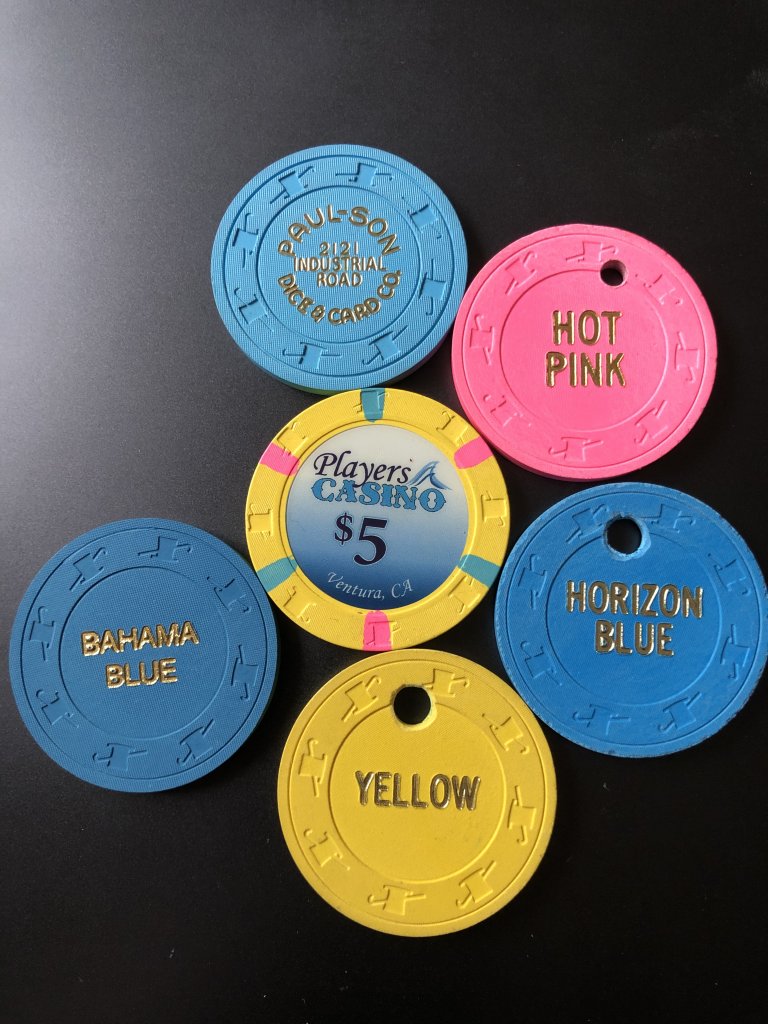 PAUL-SON
2121
INDUSTRIAL
ROAD
DICE & CARD CO.
HOT
PINK
Players
CASINO
$5
Ventura, CA
HORIZON
BLUE
BAHAMA
BLUE
YELLOW